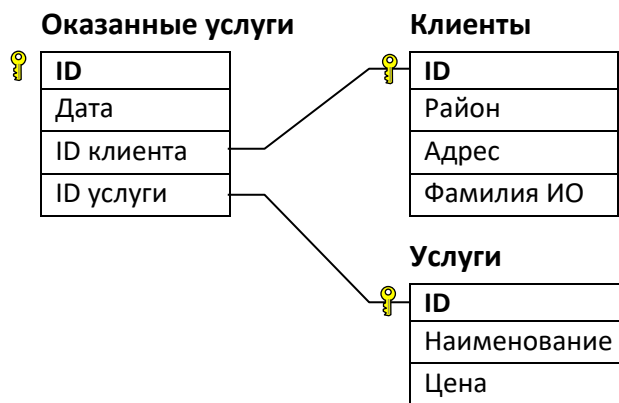 Оказанные услуги
ID
Дата
ID клиента
ID услуги
Клиенты
ID
Район
Адрес
Фамилия ИО
Услуги
ID
Наименование
Цена